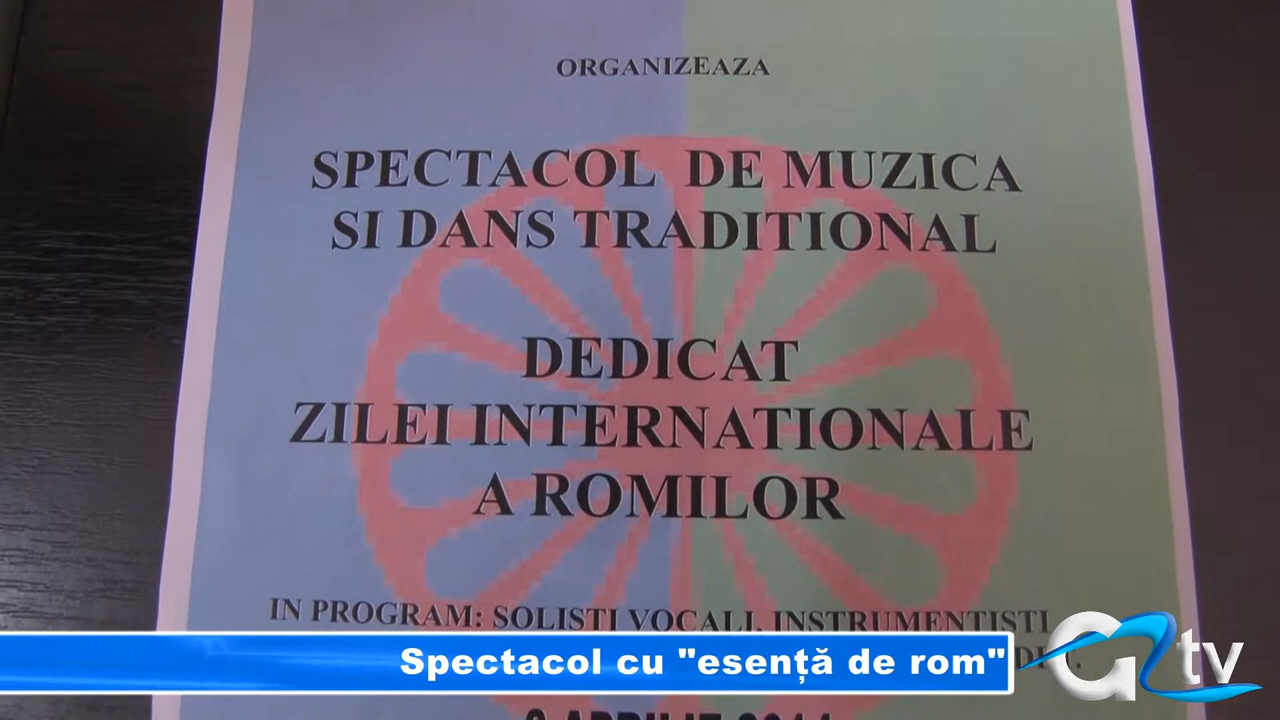 ORGANIZEAZA
SPECTACOL DE MUZICA
SI DANS TRADITIONAL
DEDICAT
ZILEI INTERNATIONALE
A ROMILOR
IN PROGRAM: SOLISTI VOCALI, INSTRUMENTISTI
Spectacol cu "esență de rom"
tv